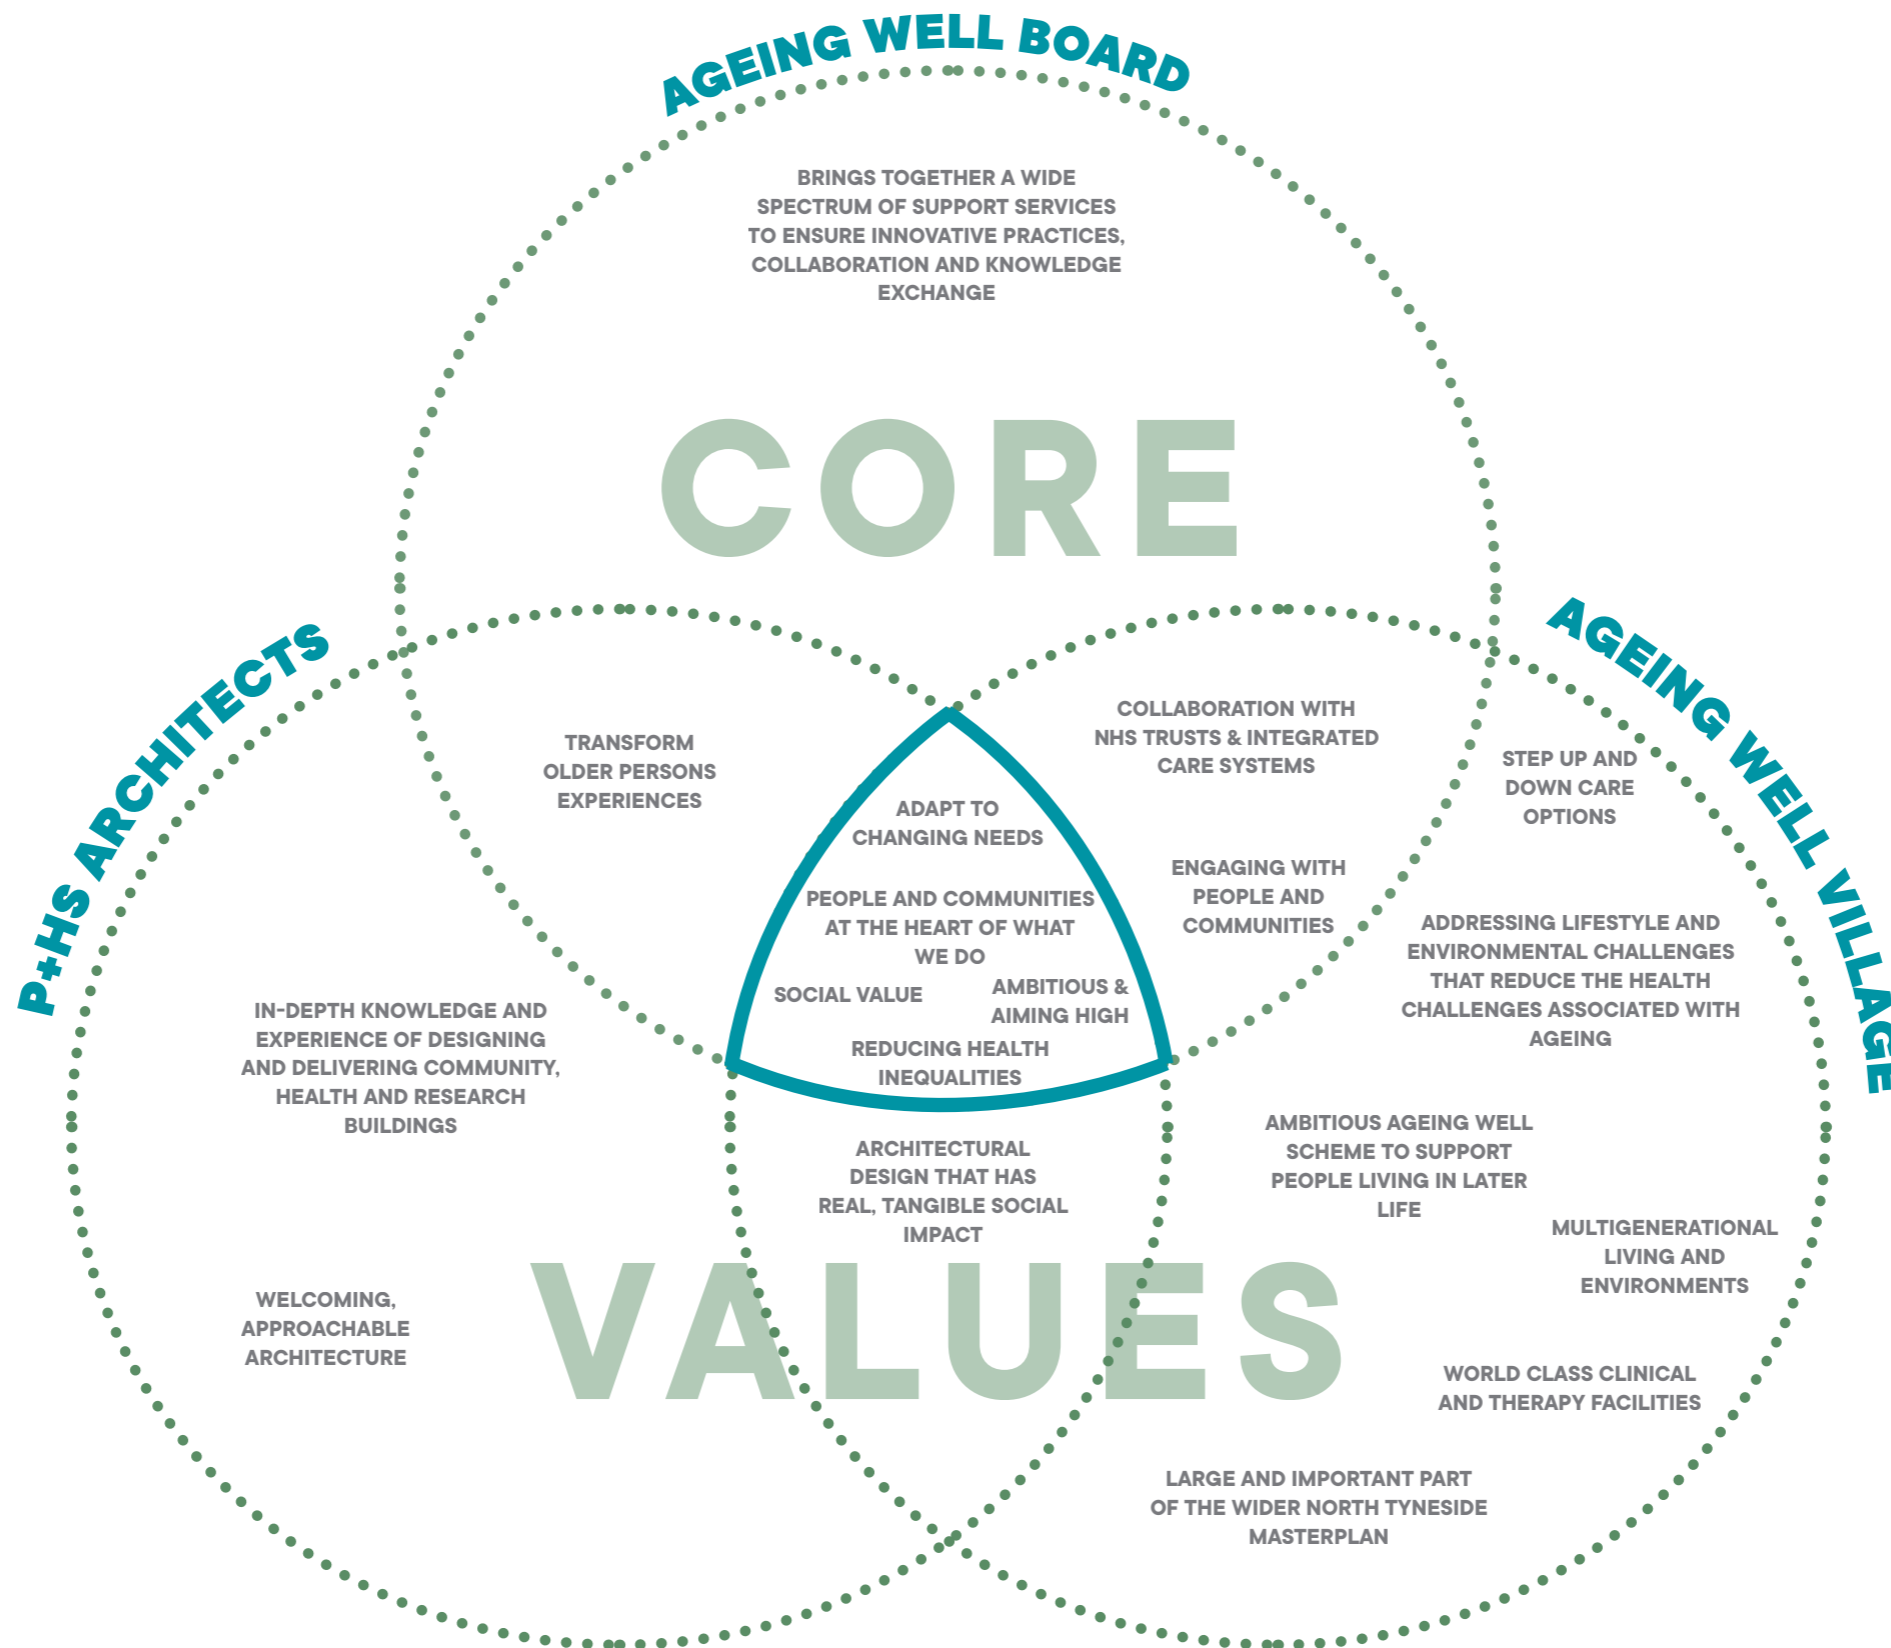 AGEING WELL BOARD
BRINGS TOGETHER A WIDE
SPECTRUM OF SUPPORT SERVICES
TO ENSURE INNOVATIVE PRACTICES,
COLLABORATION AND KNOWLEDGE
EXCHANGE
CORE
P+HS ARCHITECTS
AGEING WELL VILLAGE
TRANSFORM
OLDER PERSONS
EXPERIENCES
COLLABORATION WITH
NHS TRUSTS & INTEGRATED
CARE SYSTEMS
STEP UP AND
DOWN CARE
OPTIONS
ADAPT TO
CHANGING NEEDS
ENGAGING WITH
PEOPLE AND
COMMUNITIES
PEOPLE AND COMMUNITIES
AT THE HEART OF WHAT
WE DO
ADDRESSING LIFESTYLE AND
ENVIRONMENTAL CHALLENGES
THAT REDUCE THE HEALTH
CHALLENGES ASSOCIATED WITH
AGEING
SOCIAL VALUE
AMBITIOUS &
AIMING HIGH
IN-DEPTH KNOWLEDGE AND
EXPERIENCE OF DESIGNING
AND DELIVERING COMMUNITY,
HEALTH AND RESEARCH
BUILDINGS
REDUCING HEALTH
INEQUALITIES
ARCHITECTURAL
DESIGN THAT HAS
REAL, TANGIBLE SOCIAL
IMPACT
AMBITIOUS AGEING WELL
SCHEME TO SUPPORT
PEOPLE LIVING IN LATER
LIFE
MULTIGENERATIONAL
LIVING AND
ENVIRONMENTS
WELCOMING,
APPROACHABLE
ARCHITECTURE
VALUES
WORLD CLASS CLINICAL
AND THERAPY FACILITIES
LARGE AND IMPORTANT PART
OF THE WIDER NORTH TYNESIDE
MASTERPLAN